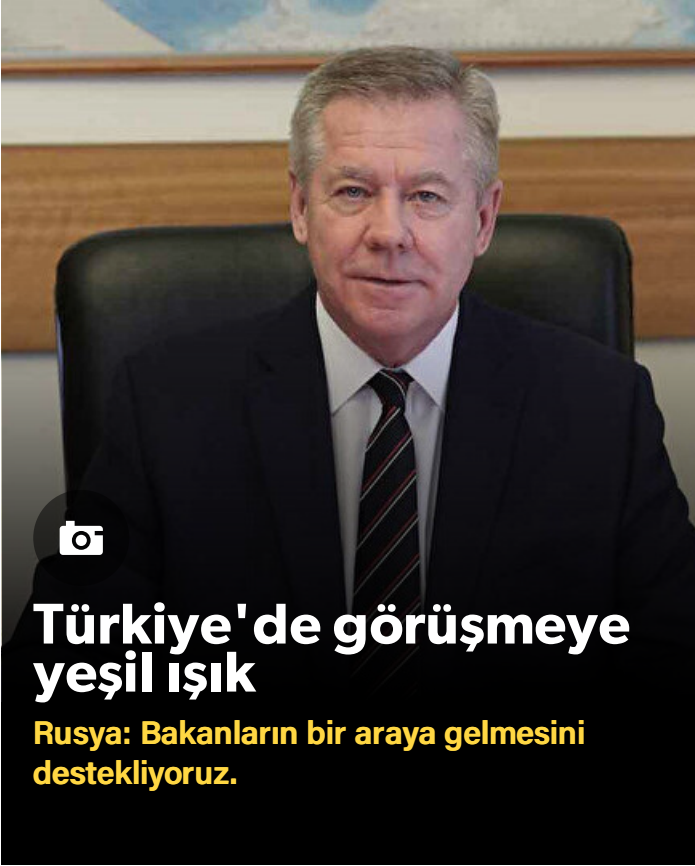 Türkiye'de görüşmeye
yeşil ışık
Rusya: Bakanların bir araya gelmesini
destekliyoruz.